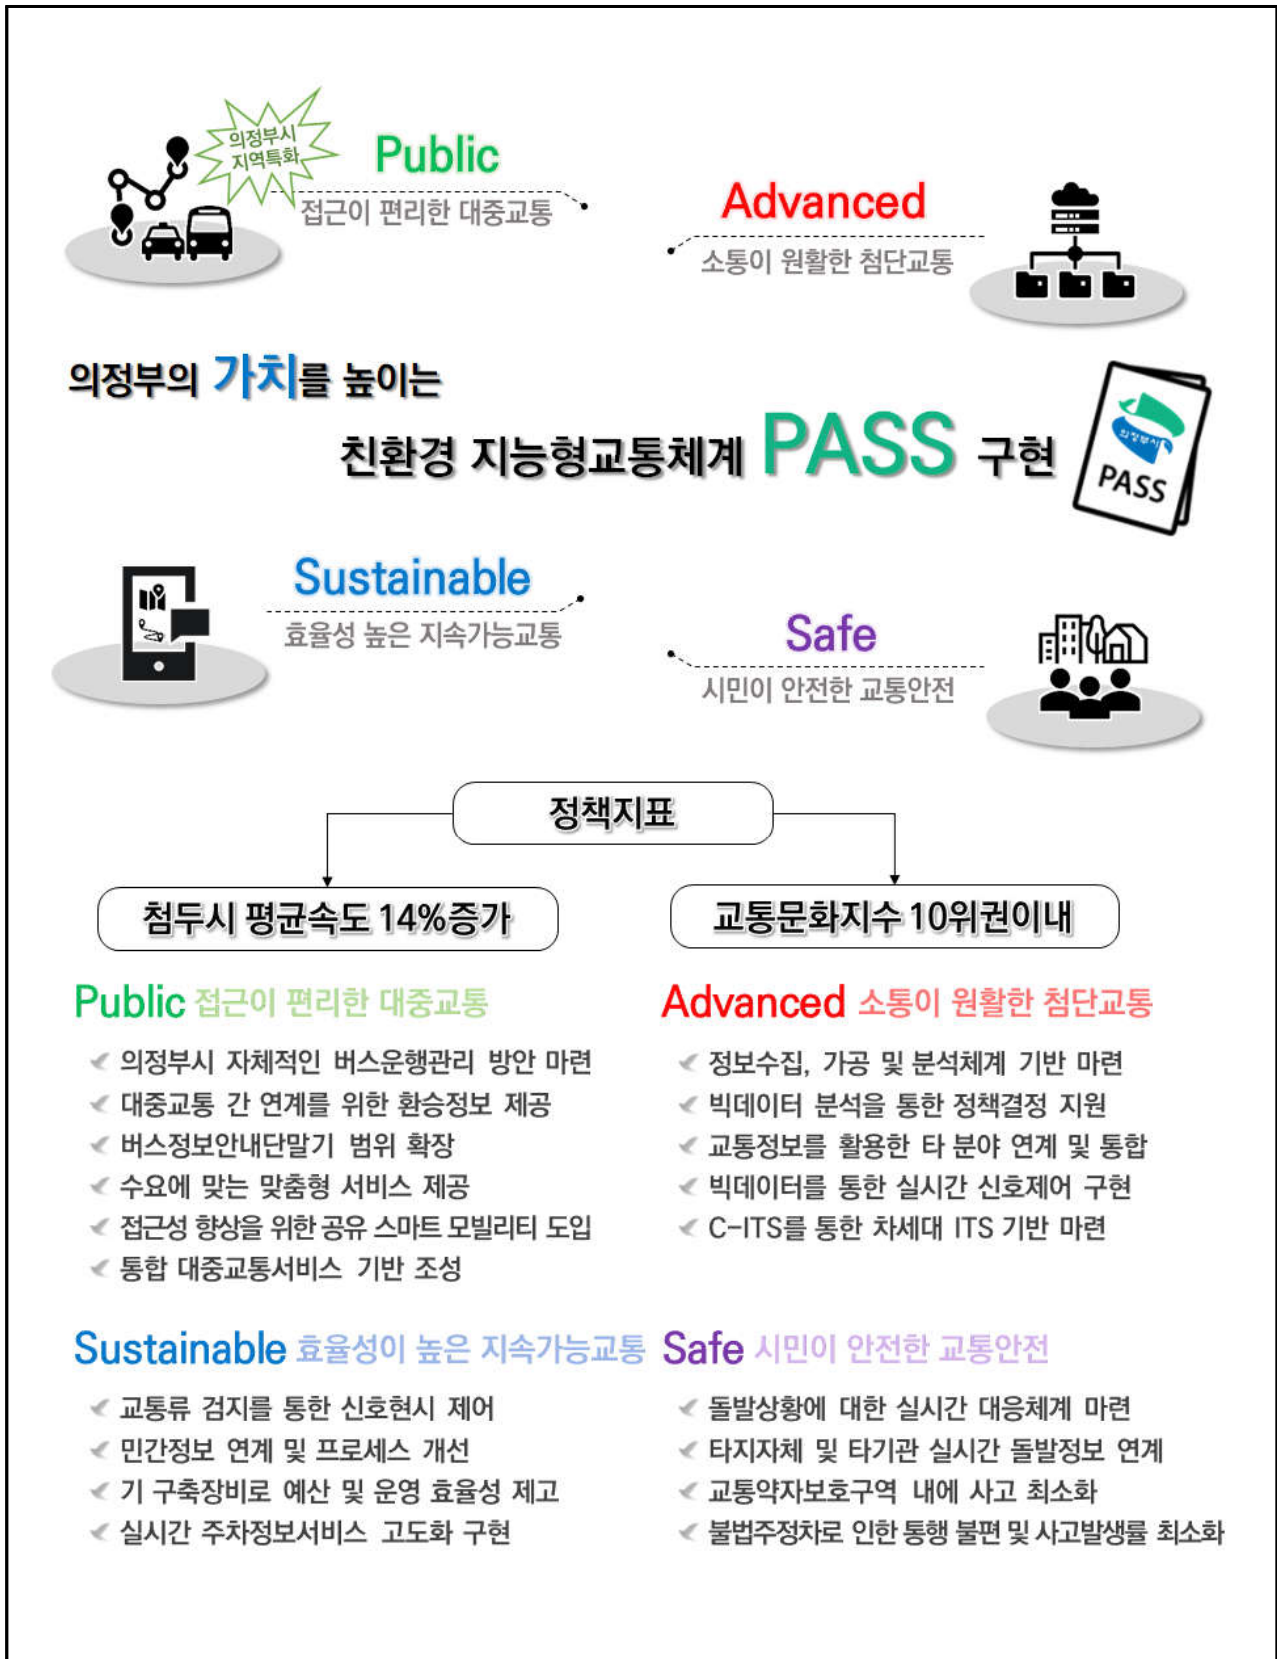 의정부시
지역특화
Public
접근이 편리한 대중교통
Advanced
소통이 원활한 첨단교통
의정부의 가치를 높이는
친환경 지능형교통체계 PASS 구현
의정부시
PASS
Sustainable
효율성 높은 지속가능교통
Safe
시민이 안전한 교통안전
정책지표
첨두시 평균속도 14%증가
교통문화지수 10위권이내
Public 접근이 편리한 대중교통
의정부시 자체적인 버스운행관리 방안 마련
대중교통 간 연계를 위한 환승정보 제공
버스정보안내단말기 범위 확장
수요에 맞는 맞춤형 서비스 제공
접근성 향상을 위한 공유 스마트 모빌리티 도입
통합 대중교통서비스 기반 조성
Advanced 소통이 원활한 첨단교통
정보수집, 가공 및 분석체계 기반 마련
빅데이터 분석을 통한 정책결정 지원
교통정보를 활용한 타 분야 연계 및 통합
빅데이터를 통한 실시간 신호제어 구현
C-ITS를 통한 차세대 ITS 기반 마련
Sustainable 효율성이 높은 지속가능교통
교통류 검지를 통한 신호현시 제어
민간정보 연계 및 프로세스 개선
기 구축장비로 예산 및 운영 효율성 제고
실시간 주차정보서비스 고도화 구현
Safe 시민이 안전한 교통안전
돌발상황에 대한 실시간 대응체계 마련
타지자체 및 타기관 실시간 돌발정보 연계
교통약자보호구역 내에 사고 최소화
불법주정차로 인한 통행 불편 및 사고발생률 최소화